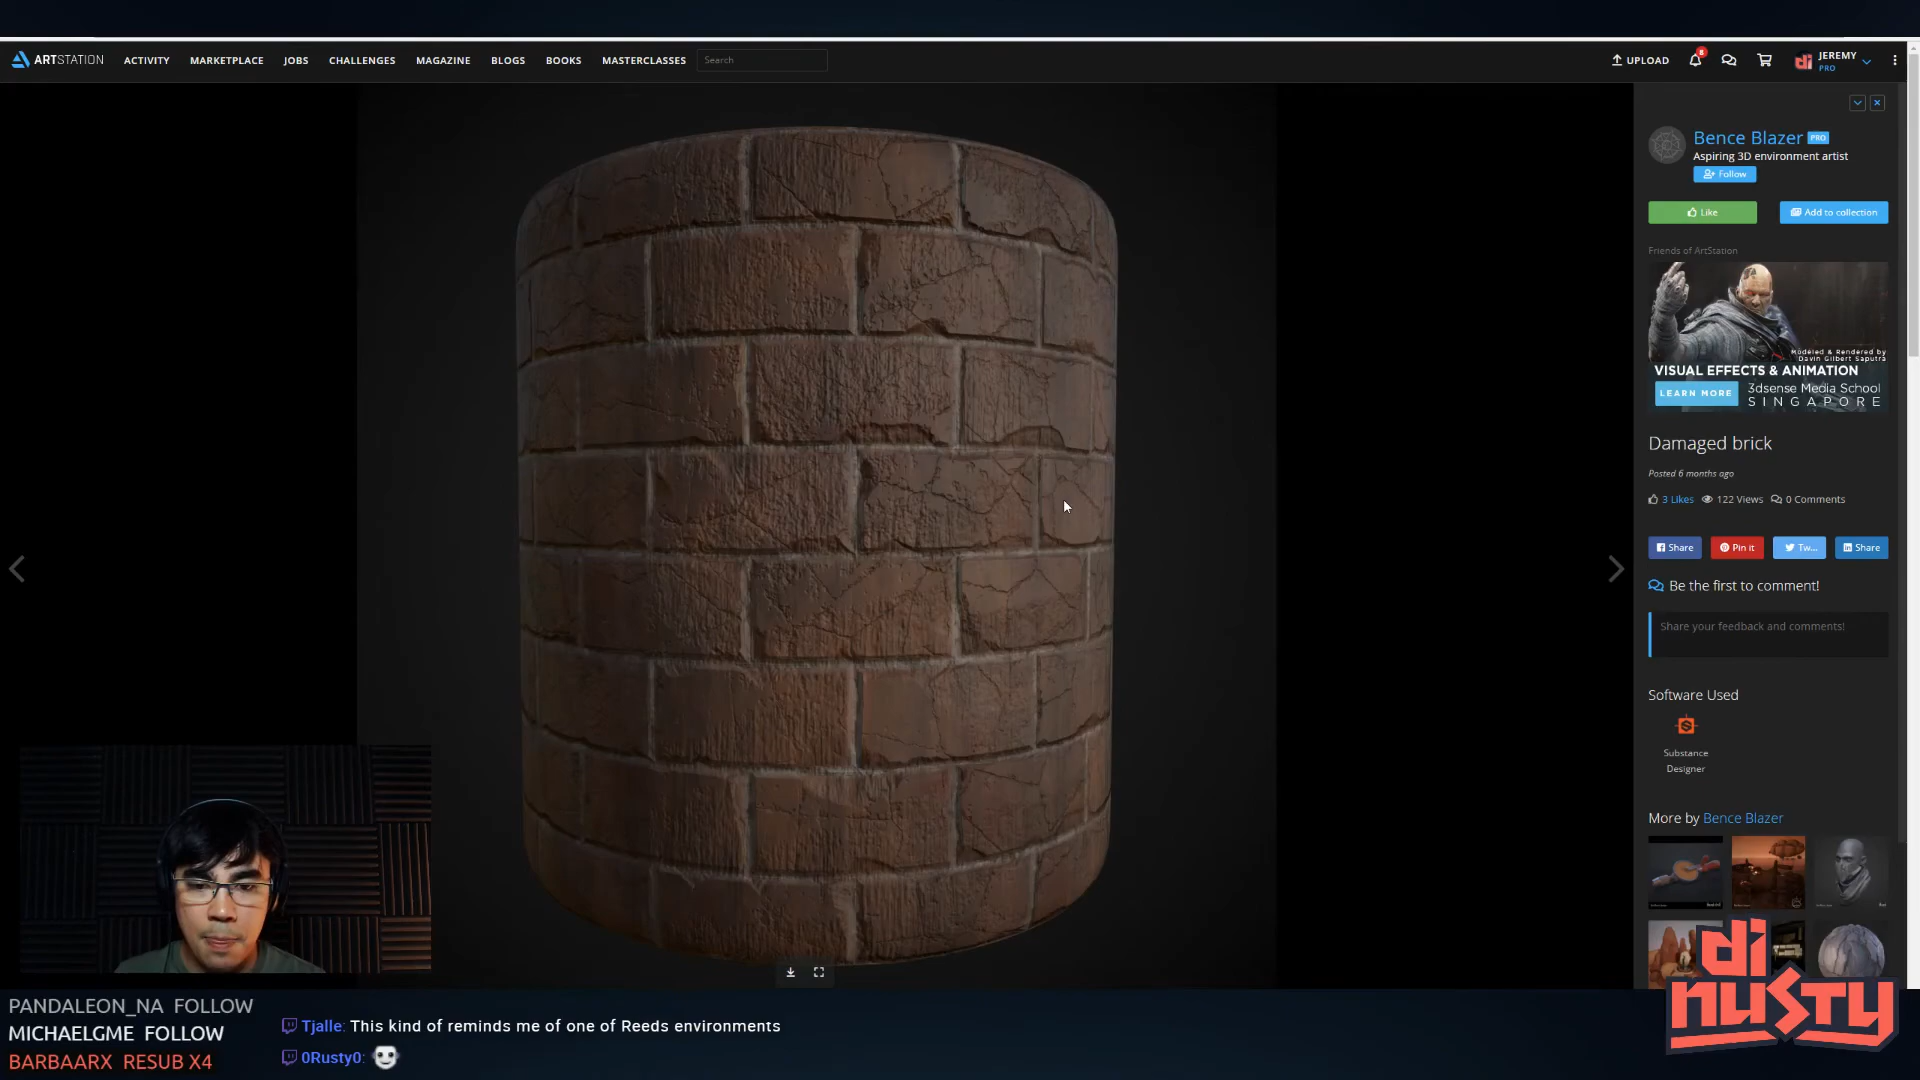 ARTSTATION ACTIVITY MARKETPLACE JOBS CHALLENGES MAGAZINE BLOGS BOOKS MASTERCLASSES Search UPLOAD 8 di JEREMY
PRO
Bence Blazer PRO
Aspiring 3D environment artist
Follow
Like Add to collection
Friends of ArtStation
Modeled & Rendered by
Davin Gilbert Saputra
VISUAL EFFECTS & ANIMATION
LEARN MORE 3dsense Media School
SINGAPORE
Damaged brick
Posted 6 months ago
3 Likes 122 Views 0 Comments
Share Pin it Tw... Share
Be the first to comment!
Share your feedback and comments!
Software Used
Substance
Designer
More by Bence Blazer
di
nusty
PANDALEON_NA FOLLOW
MICHAELGME FOLLOW
BARBAARX RESUB X4
Tjalle: This kind of reminds me of one of Reeds environments
0Rusty0: